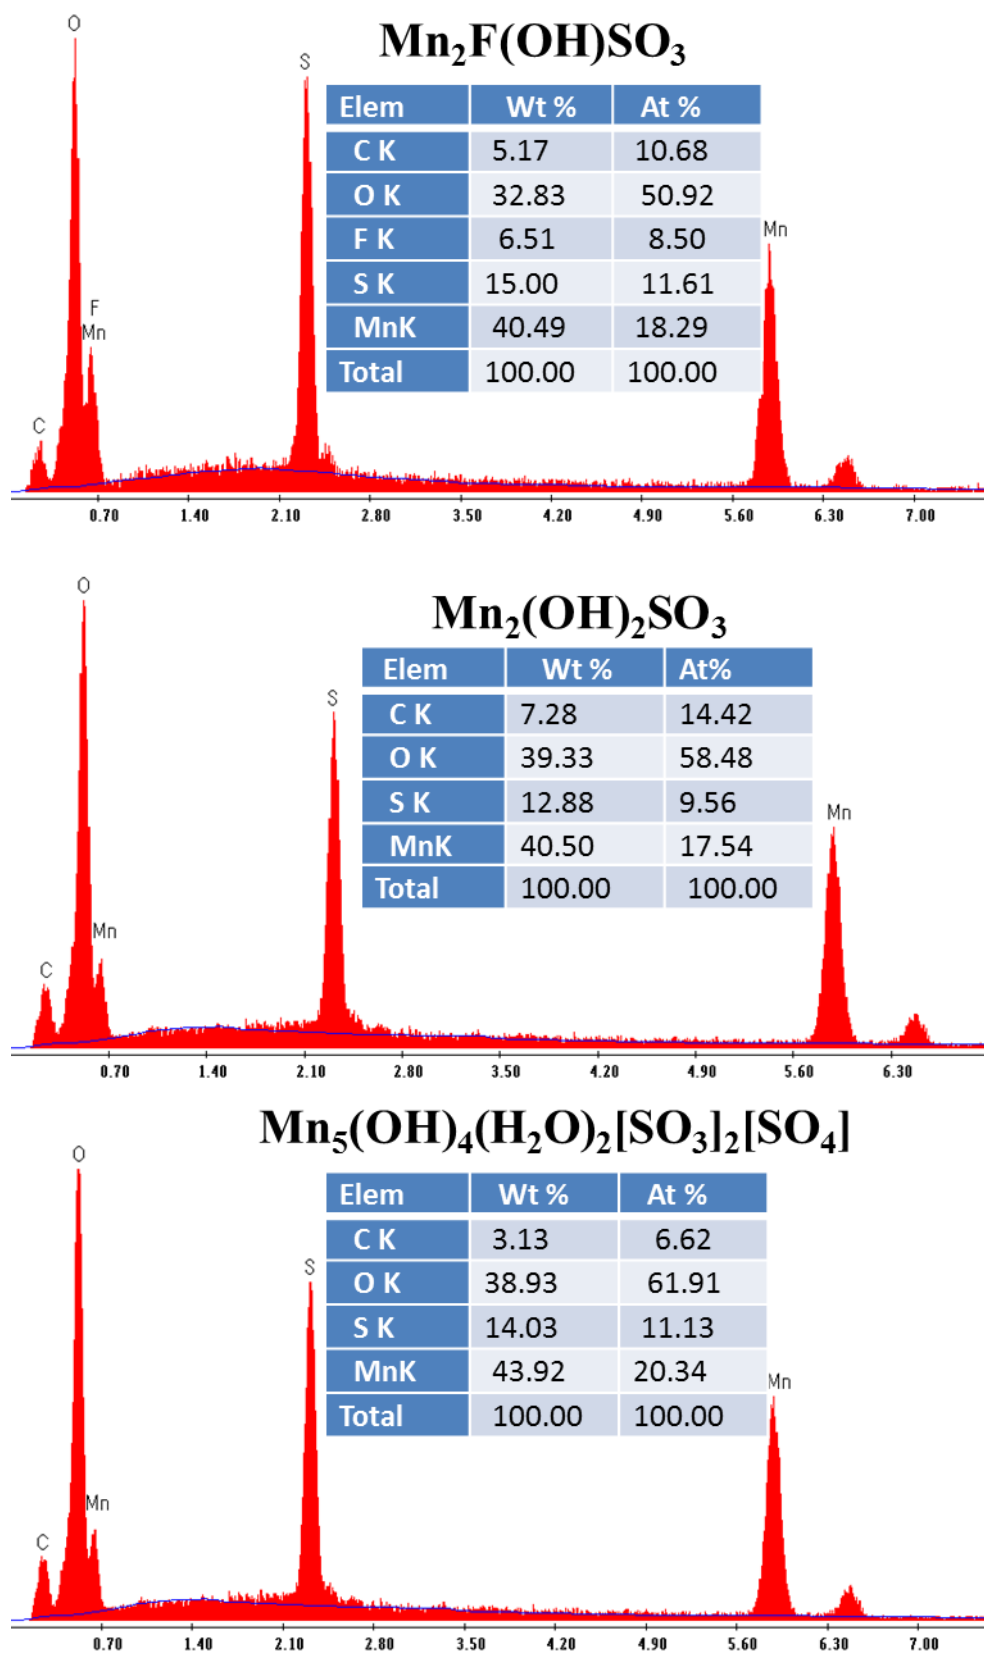 Mn₂F(OH)SO₃
O
S
Elem Wt % At %
C K 5.17 10.68
O K 32.83 50.92
F K 6.51 8.50
S K 15.00 11.61
MnK 40.49 18.29
Total 100.00 100.00
Mn
F
Mn
C
0.70 1.40 2.10 2.80 3.50 4.20 4.90 5.60 6.30 7.00
Mn₂(OH)₂SO₃
O
S
Elem Wt % At%
C K 7.28 14.42
O K 39.33 58.48
S K 12.88 9.56
MnK 40.50 17.54
Total 100.00 100.00
Mn
Mn
C
0.70 1.40 2.10 2.80 3.50 4.20 4.90 5.60 6.30
Mn₅(OH)₄(H₂O)₂[SO₃]₂[SO₄]
O
S
Elem Wt % At %
C K 3.13 6.62
O K 38.93 61.91
S K 14.03 11.13
MnK 43.92 20.34
Total 100.00 100.00
Mn
Mn
C
0.70 1.40 2.10 2.80 3.50 4.20 4.90 5.60 6.30 7.00